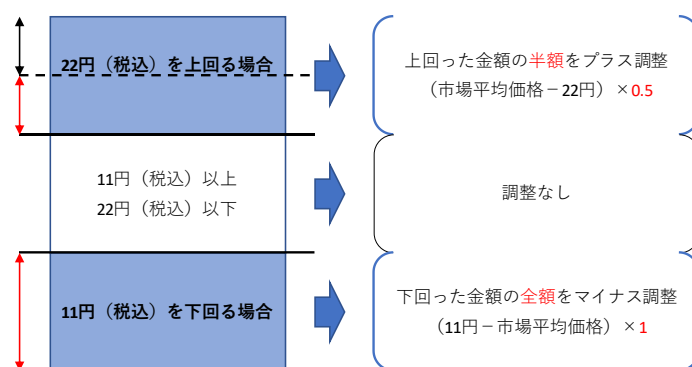 22円（税込）を上回る場合
上回った金額の半額をプラス調整
（市場平均価格－22円）×0.5
11円（税込）以上
22円（税込）以下
調整なし
11円（税込）を下回る場合
下回った金額の全額をマイナス調整
（11円－市場平均価格）×1